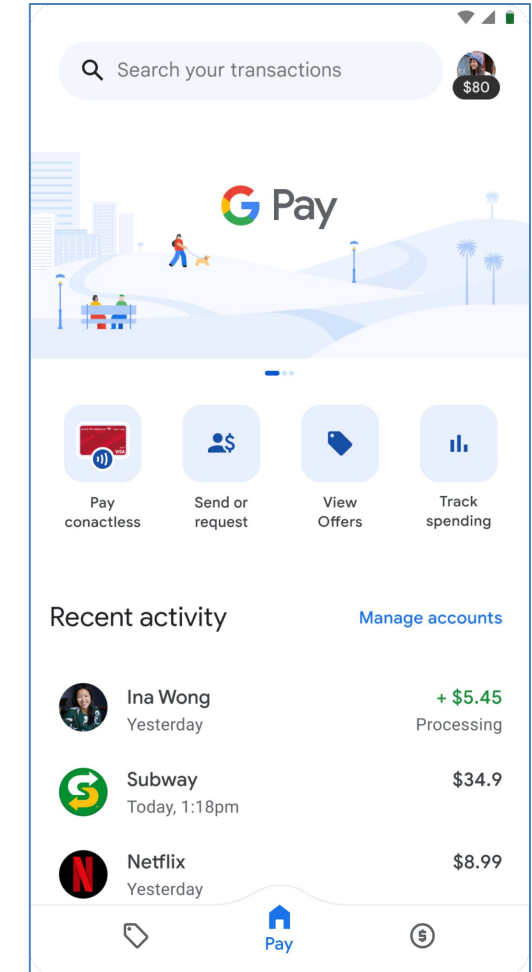 Search your transactions
$80
G Pay
Pay
conactless
Send or
request
View
Offers
Track
spending
Recent activity
Manage accounts
Ina Wong
+ $5.45
Yesterday
Processing
Subway
$34.9
Today, 1:18pm
Netflix
$8.99
Yesterday
Pay